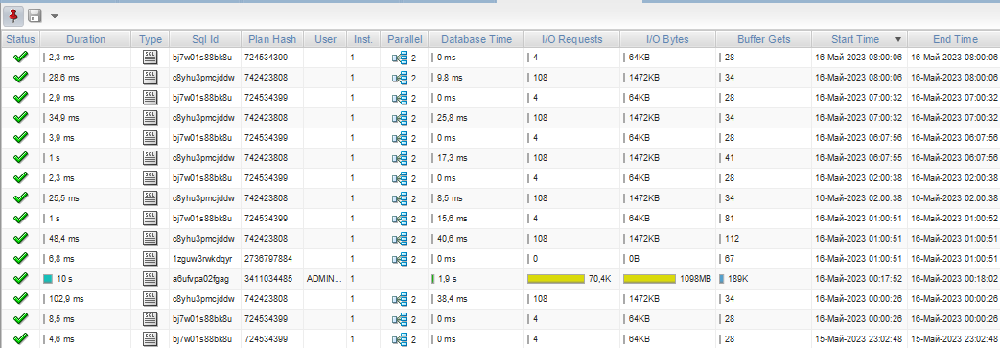 Status Duration Type Sql Id Plan Hash User Inst. Parallel Database Time I/O Requests I/O Bytes Buffer Gets Start Time End Time
2,3 ms SQL bj7w01s88bk8u 724534399 1 2 0 ms 4 64KB 28 16-Май-2023 08:00:06 16-Май-2023 08:00:06
28,6 ms SQL c8yhu3pmcjddw 742423808 1 2 9,8 ms 108 1472KB 34 16-Май-2023 08:00:06 16-Май-2023 08:00:06
2,9 ms SQL bj7w01s88bk8u 724534399 1 2 0 ms 4 64KB 28 16-Май-2023 07:00:32 16-Май-2023 07:00:32
34,9 ms SQL c8yhu3pmcjddw 742423808 1 2 25,8 ms 108 1472KB 34 16-Май-2023 07:00:32 16-Май-2023 07:00:32
3,9 ms SQL bj7w01s88bk8u 724534399 1 2 0 ms 4 64KB 28 16-Май-2023 06:07:56 16-Май-2023 06:07:56
1 s SQL c8yhu3pmcjddw 742423808 1 2 17,3 ms 108 1472KB 41 16-Май-2023 06:07:55 16-Май-2023 06:07:56
2,3 ms SQL bj7w01s88bk8u 724534399 1 2 0 ms 4 64KB 28 16-Май-2023 02:00:38 16-Май-2023 02:00:38
25,5 ms SQL c8yhu3pmcjddw 742423808 1 2 8,5 ms 108 1472KB 34 16-Май-2023 02:00:38 16-Май-2023 02:00:38
1 s SQL bj7w01s88bk8u 724534399 1 2 15,6 ms 4 64KB 81 16-Май-2023 01:00:51 16-Май-2023 01:00:52
48,4 ms SQL c8yhu3pmcjddw 742423808 1 2 40,6 ms 108 1472KB 112 16-Май-2023 01:00:51 16-Май-2023 01:00:51
6,8 ms SQL 1zguw3rwkdqyr 2736797884 1 2 0 ms 0 0B 67 16-Май-2023 01:00:51 16-Май-2023 01:00:51
10 s SQL a6ufvpa02fgag 3411034485 ADMIN... 1 1,9 s 70,4K 1098MB 189K 16-Май-2023 00:17:52 16-Май-2023 00:18:02
102,9 ms SQL c8yhu3pmcjddw 742423808 1 2 38,4 ms 108 1472KB 34 16-Май-2023 00:00:26 16-Май-2023 00:00:26
8,5 ms SQL bj7w01s88bk8u 724534399 1 2 0 ms 4 64KB 28 16-Май-2023 00:00:26 16-Май-2023 00:00:26
4,6 ms SQL bj7w01s88bk8u 724534399 1 2 0 ms 4 64KB 28 15-Май-2023 23:02:48 15-Май-2023 23:02:48